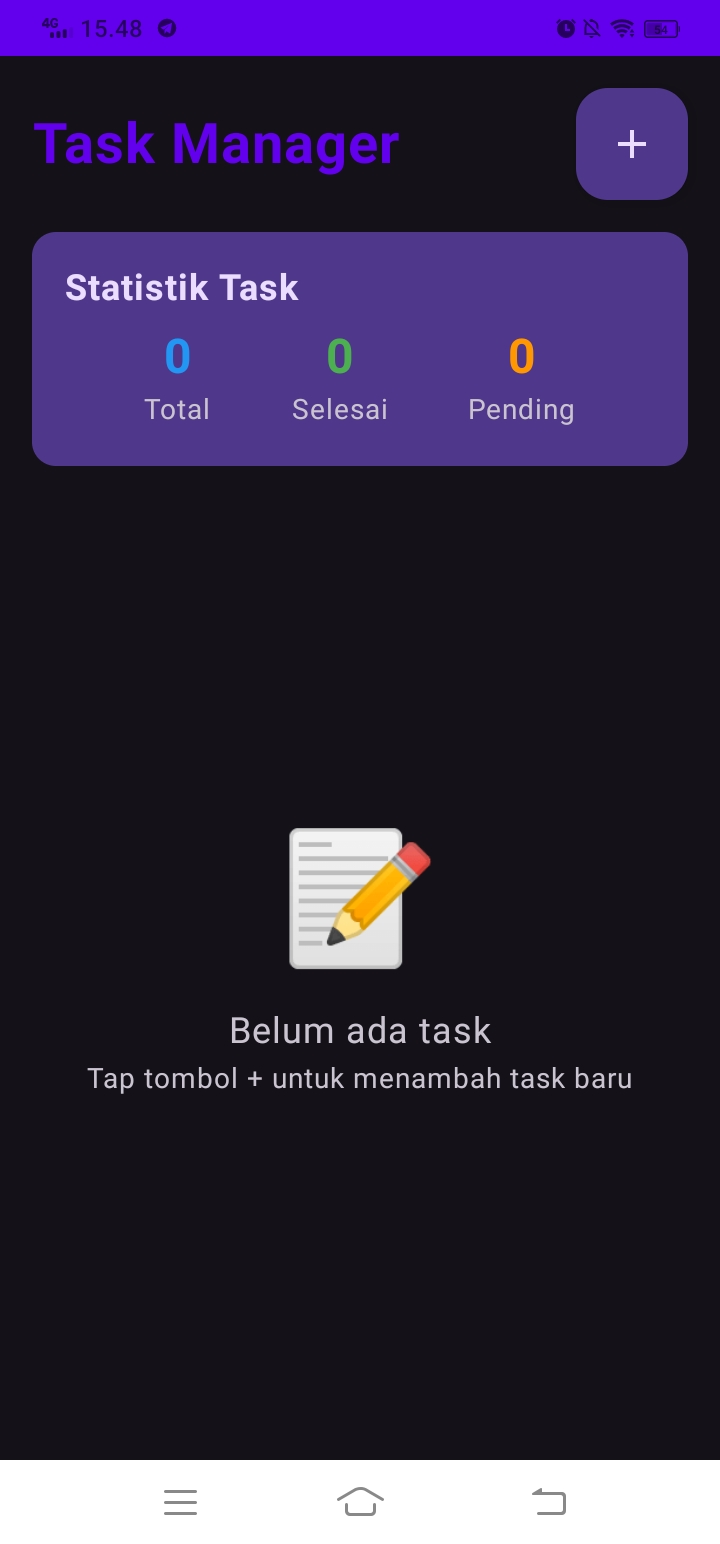 4G 15.48 54
Task Manager +
Statistik Task
0 0 0
Total Selesai Pending
Belum ada task
Tap tombol + untuk menambah task baru